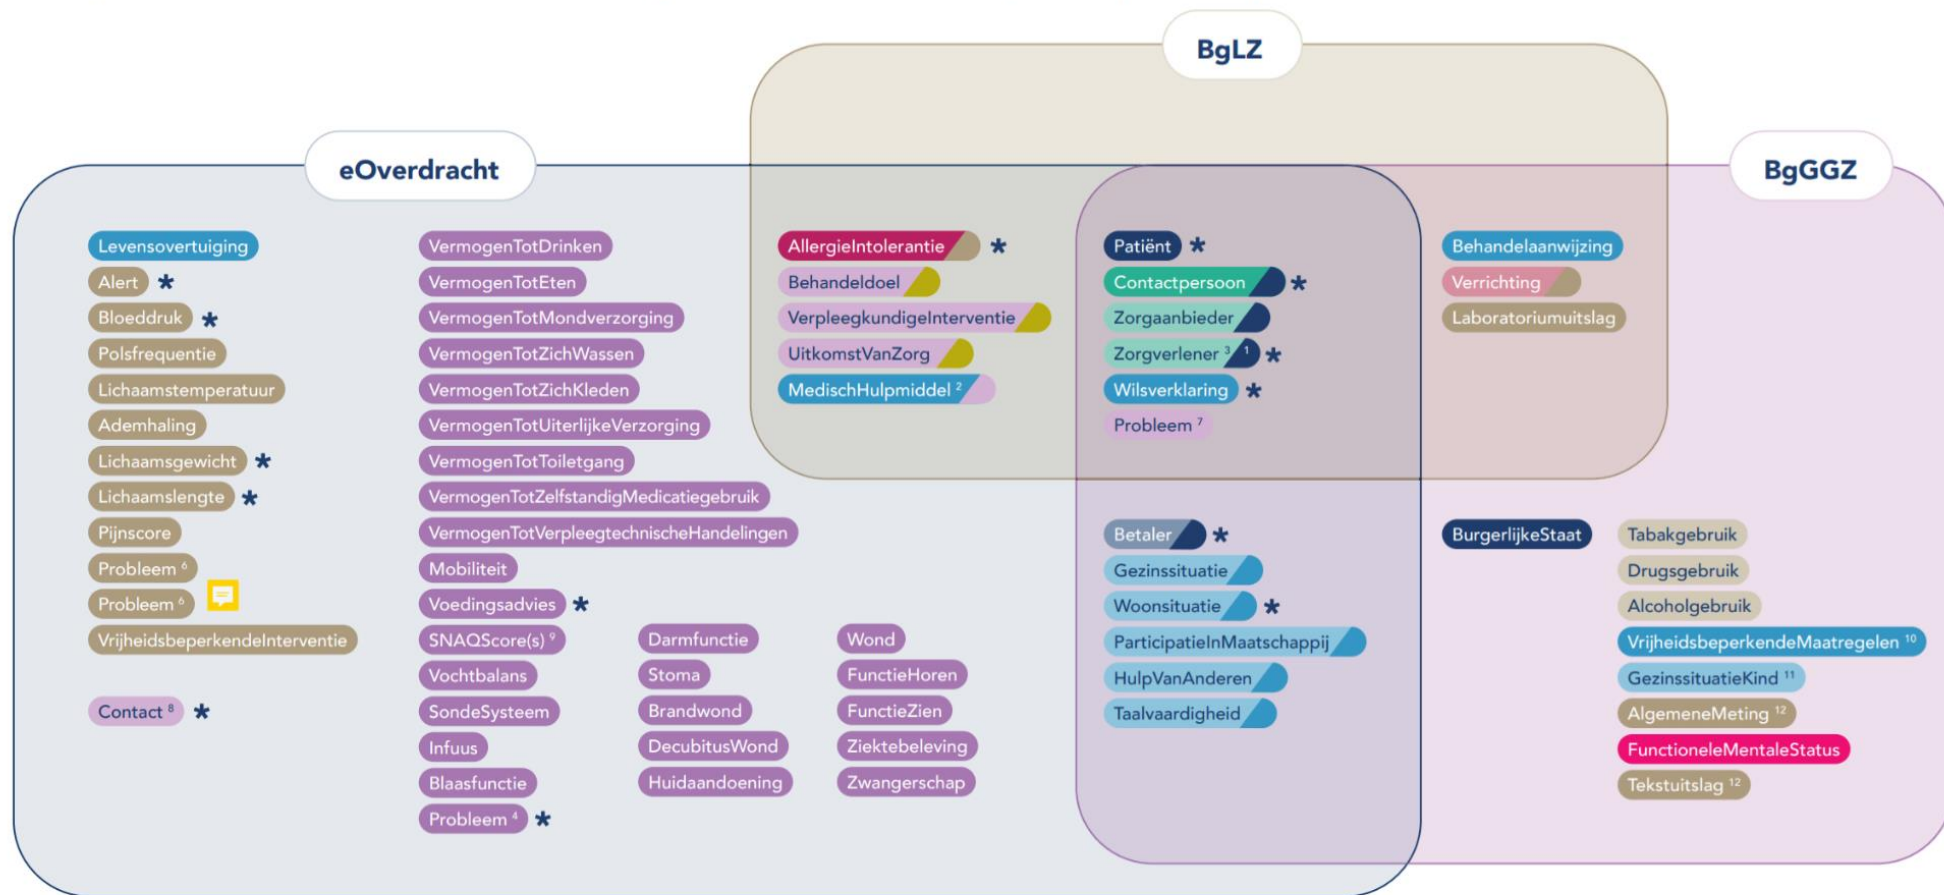 BgLZ
eOverdracht
BgGGZ
Levensovertuiging
Alert *
Bloeddruk *
Polsfrequentie
Lichaamstemperatuur
Ademhaling
Lichaamsgewicht *
Lichaamslengte *
Pijnscore
Probleem 6
Probleem 6
VrijheidsbeperkendeInterventie
Contact 8 *
VermogenTotDrinken
VermogenTotEten
VermogenTotMondverzorging
VermogenTotZichWassen
VermogenTotZichKleden
VermogenTotUiterlijkeVerzorging
VermogenTotToiletgang
VermogenTotZelfstandigMedicatiegebruik
VermogenTotVerpleegtechnischeHandelingen
Mobiliteit
Voedingsadvies *
SNAQScore(s) 9
Vochtbalans
SondeSysteem
Infuus
Blaasfunctie
Probleem 4 *
Darmfunctie
Stoma
Brandwond
DecubitusWond
Huidaandoening
Wond
FunctieHoren
FunctieZien
Ziektebeleving
Zwangerschap
AllergieIntolerantie *
Behandeldoel
VerpleegkundigeInterventie
UitkomstVanZorg
MedischHulpmiddel 2
Patiënt *
Contactpersoon *
Zorgaanbieder
Zorgverlener 3 1 *
Wilsverklaring *
Probleem 7
Betaler *
Gezinssituatie
Woonsituatie *
ParticipatieInMaatschappij
HulpVanAnderen
Taalvaardigheid
Behandelaanwijzing
Verrichting
Laboratoriumuitslag
BurgerlijkeStaat
Tabakgebruik
Drugsgebruik
Alcoholgebruik
VrijheidsbeperkendeMaatregelen 10
GezinssituatieKind 11
AlgemeneMeting 12
FunctioneleMentaleStatus
Tekstuitslag 12